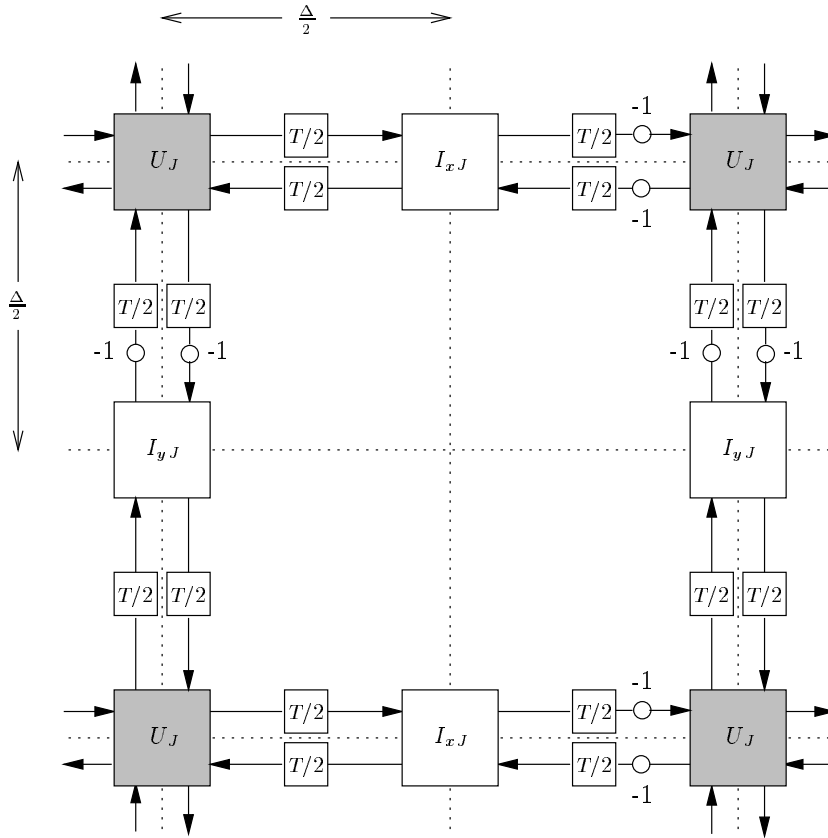 Δ/2
-1 -1
U_J T/2 I_{xJ} T/2 U_J
T/2 T/2
-1 -1
Δ/2 T/2 T/2 T/2 T/2
-1 -1 -1 -1
I_{yJ} I_{yJ}
T/2 T/2 T/2 T/2
-1
T/2 T/2
U_J I_{xJ} U_J
T/2 T/2
-1